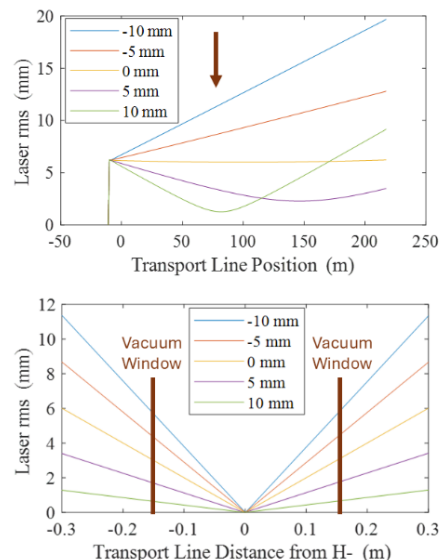 20
15
10
5
0
Laser rms (mm)
-10 mm
-5 mm
0 mm
5 mm
10 mm
-50 0 50 100 150 200 250
Transport Line Position (m)
12
10
8
6
4
2
0
Laser rms (mm)
Vacuum
Window
-10 mm
-5 mm
0 mm
5 mm
10 mm
Vacuum
Window
-0.3 -0.2 -0.1 0 0.1 0.2 0.3
Transport Line Distance from H- (m)